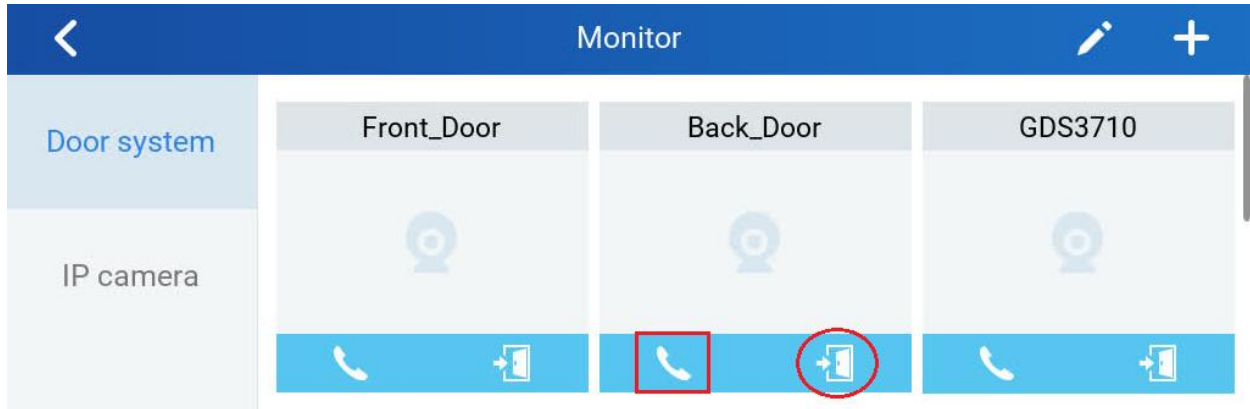 Monitor
Door system
Front_Door
Back_Door
GDS3710
IP camera